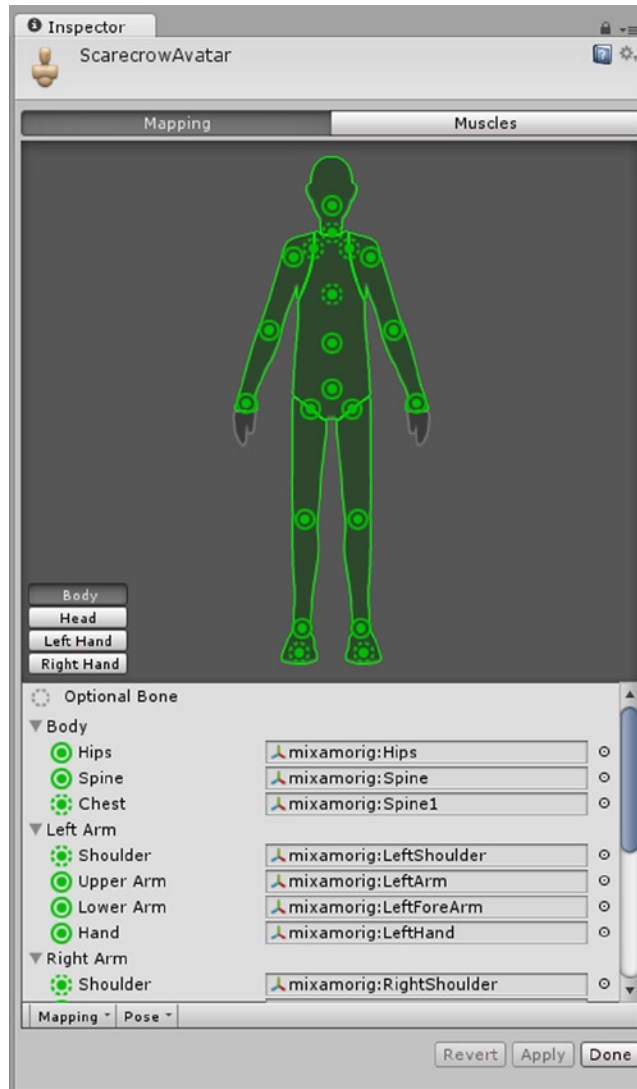 Inspector
ScarecrowAvatar
Mapping Muscles
Body
Head
Left Hand
Right Hand
Optional Bone
Body
Hips mixamorig:Hips
Spine mixamorig:Spine
Chest mixamorig:Spine1
Left Arm
Shoulder mixamorig:LeftShoulder
Upper Arm mixamorig:LeftArm
Lower Arm mixamorig:LeftForeArm
Hand mixamorig:LeftHand
Right Arm
Shoulder mixamorig:RightShoulder
Mapping Pose
Revert Apply Done